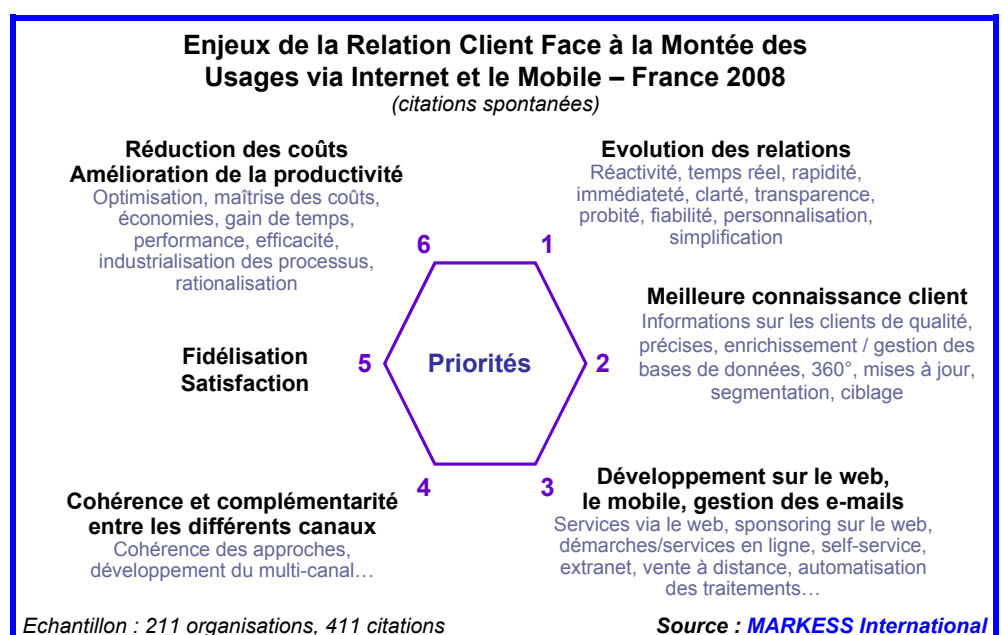 Enjeux de la Relation Client Face à la Montée des
Usages via Internet et le Mobile – France 2008
(citations spontanées)
Réduction des coûts
Amélioration de la productivité
Optimisation, maîtrise des coûts,
économies, gain de temps,
performance, efficacité,
industrialisation des processus,
rationalisation
6
Evolution des relations
Réactivité, temps réel, rapidité,
immédiateté, clarté, transparence,
probité, fiabilité, personnalisation,
simplification
1
Meilleure connaissance client
Informations sur les clients de qualité,
précises, enrichissement / gestion des
bases de données, 360°, mises à jour,
segmentation, ciblage
2
Fidélisation
Satisfaction
5
Priorités
Cohérence et complémentarité
entre les différents canaux
Cohérence des approches,
développement du multi-canal…
4
Développement sur le web,
le mobile, gestion des e-mails
Services via le web, sponsoring sur le web,
démarches/services en ligne, self-service,
extranet, vente à distance, automatisation
des traitements…
3
Echantillon : 211 organisations, 411 citations
Source : MARKESS International